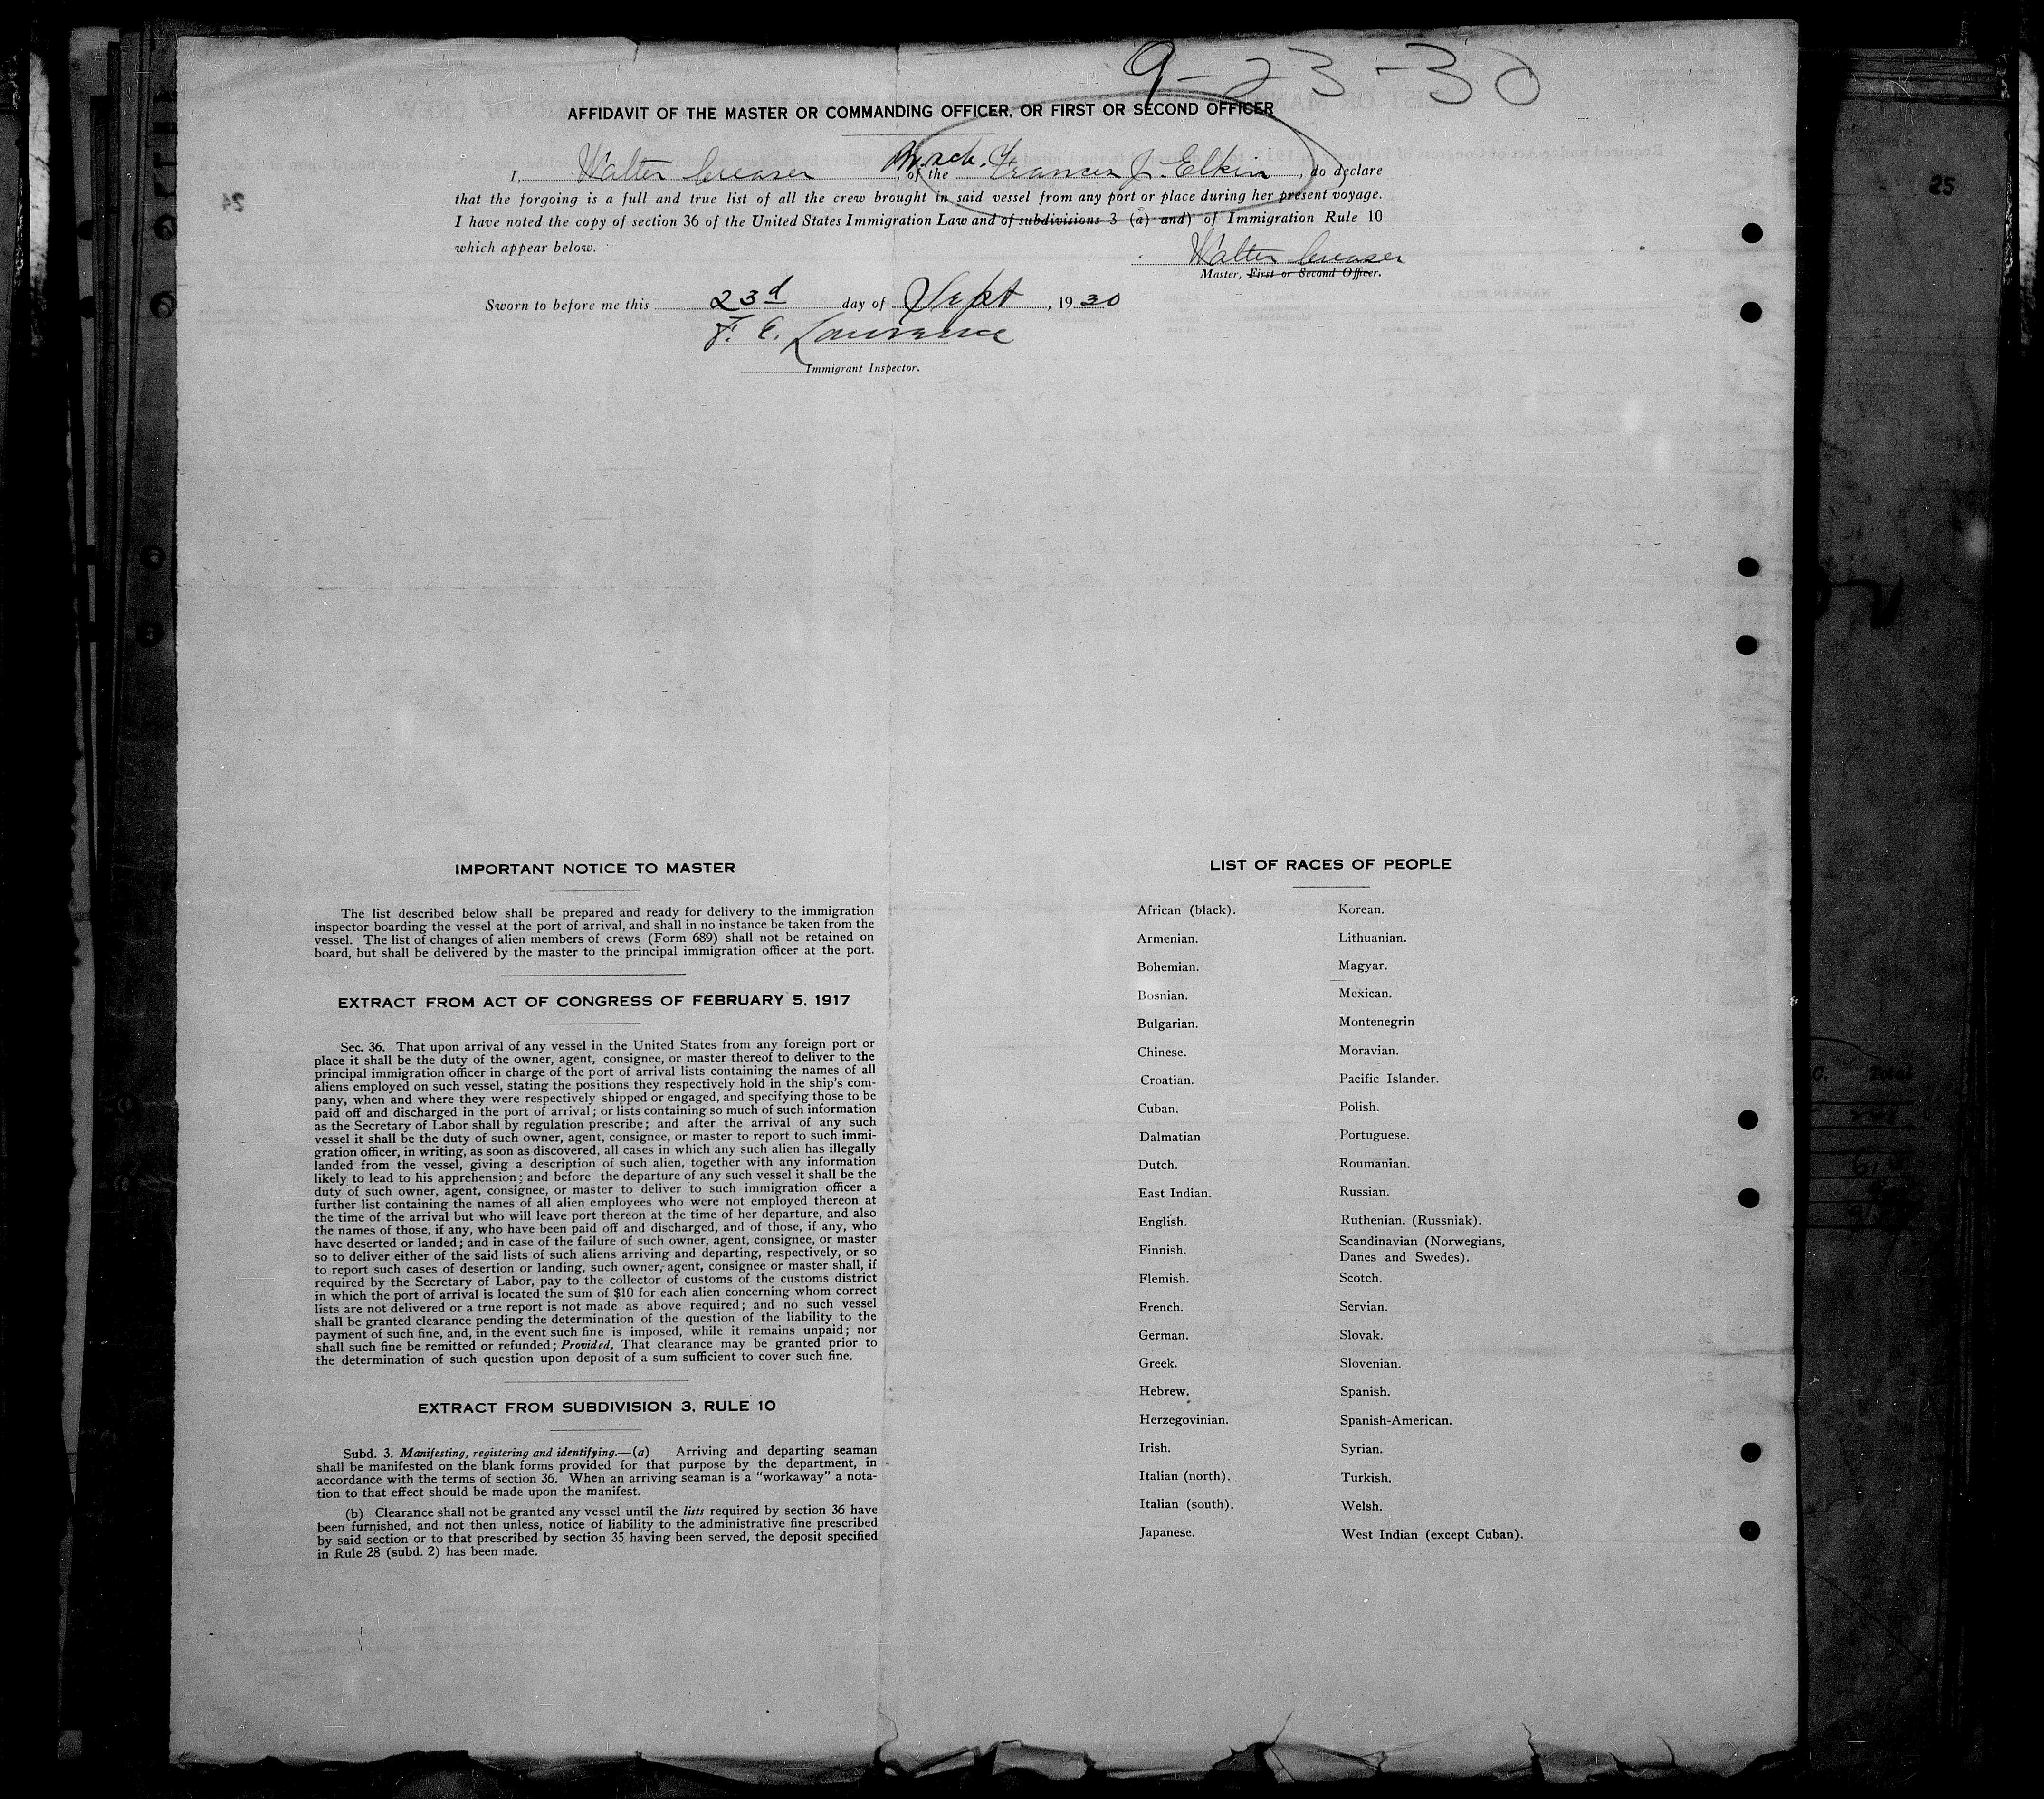 9-23-30
AFFIDAVIT OF THE MASTER OR COMMANDING OFFICER, OR FIRST OR SECOND OFFICER
I, Walter Creaser of the sch. Francis J. Elkin, do declare
that the forgoing is a full and true list of all the crew brought in said vessel from any port or place during her present voyage.
I have noted the copy of section 36 of the United States Immigration Law and of subdivisions 3 (a) and) of Immigration Rule 10
which appear below.
Walter Creaser
Master, First or Second Officer.
Sworn to before me this 23d day of Sept, 1930
F. C. Lawrence
Immigrant Inspector.
25
IMPORTANT NOTICE TO MASTER
The list described below shall be prepared and ready for delivery to the immigration
inspector boarding the vessel at the port of arrival, and shall in no instance be taken from the
vessel. The list of changes of alien members of crews (Form 689) shall not be retained on
board, but shall be delivered by the master to the principal immigration officer at the port.
EXTRACT FROM ACT OF CONGRESS OF FEBRUARY 5, 1917
Sec. 36. That upon arrival of any vessel in the United States from any foreign port or
place it shall be the duty of the owner, agent, consignee, or master thereof to deliver to the
principal immigration officer in charge of the port of arrival lists containing the names of all
aliens employed on such vessel, stating the positions they respectively hold in the ship's com-
pany, when and where they were respectively shipped or engaged, and specifying those to be
paid off and discharged in the port of arrival; or lists containing so much of such information
as the Secretary of Labor shall by regulation prescribe; and after the arrival of any such
vessel it shall be the duty of such owner, agent, consignee, or master to report to such immi-
gration officer, in writing, as soon as discovered, all cases in which any such alien has illegally
landed from the vessel, giving a description of such alien, together with any information
likely to lead to his apprehension; and before the departure of any such vessel it shall be the
duty of such owner, agent, consignee, or master to deliver to such immigration officer a
further list containing the names of all alien employees who were not employed thereon at
the time of the arrival but who will leave port thereon at the time of her departure, and also
the names of those, if any, who have been paid off and discharged, and of those, if any, who
have deserted or landed; and in case of the failure of such owner, agent, consignee, or master
so to deliver either of the said lists of such aliens arriving and departing, respectively, or so
to report such cases of desertion or landing, such owner, agent, consignee or master shall, if
required by the Secretary of Labor, pay to the collector of customs of the customs district
in which the port of arrival is located the sum of $10 for each alien concerning whom correct
lists are not delivered or a true report is not made as above required; and no such vessel
shall be granted clearance pending the determination of the question of the liability to the
payment of such fine, and, in the event such fine is imposed, while it remains unpaid; nor
shall such fine be remitted or refunded; Provided, That clearance may be granted prior to
the determination of such question upon deposit of a sum sufficient to cover such fine.
EXTRACT FROM SUBDIVISION 3, RULE 10
Subd. 3. Manifesting, registering and identifying.—(a) Arriving and departing seaman
shall be manifested on the blank forms provided for that purpose by the department, in
accordance with the terms of section 36. When an arriving seaman is a "workaway" a nota-
tion to that effect should be made upon the manifest.
(b) Clearance shall not be granted any vessel until the lists required by section 36 have
been furnished, and not then unless, notice of liability to the administrative fine prescribed
by said section or to that prescribed by section 35 having been served, the deposit specified
in Rule 28 (subd. 2) has been made.
LIST OF RACES OF PEOPLE
African (black).
Armenian.
Bohemian.
Bosnian.
Bulgarian.
Chinese.
Croatian.
Cuban.
Dalmatian
Dutch.
East Indian.
English.
Finnish.
Flemish.
French.
German.
Greek.
Hebrew.
Herzegovinian.
Irish.
Italian (north).
Italian (south).
Japanese.
Korean.
Lithuanian.
Magyar.
Mexican.
Montenegrin
Moravian.
Pacific Islander.
Polish.
Portuguese.
Roumanian.
Russian.
Ruthenian. (Russniak).
Scandinavian (Norwegians,
Danes and Swedes).
Scotch.
Servian.
Slovak.
Slovenian.
Spanish.
Spanish-American.
Syrian.
Turkish.
Welsh.
West Indian (except Cuban).